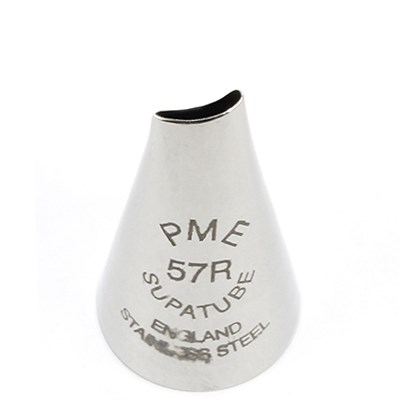 PME
57R
SUPATUBE
ENGLAND
STAINLESS STEEL